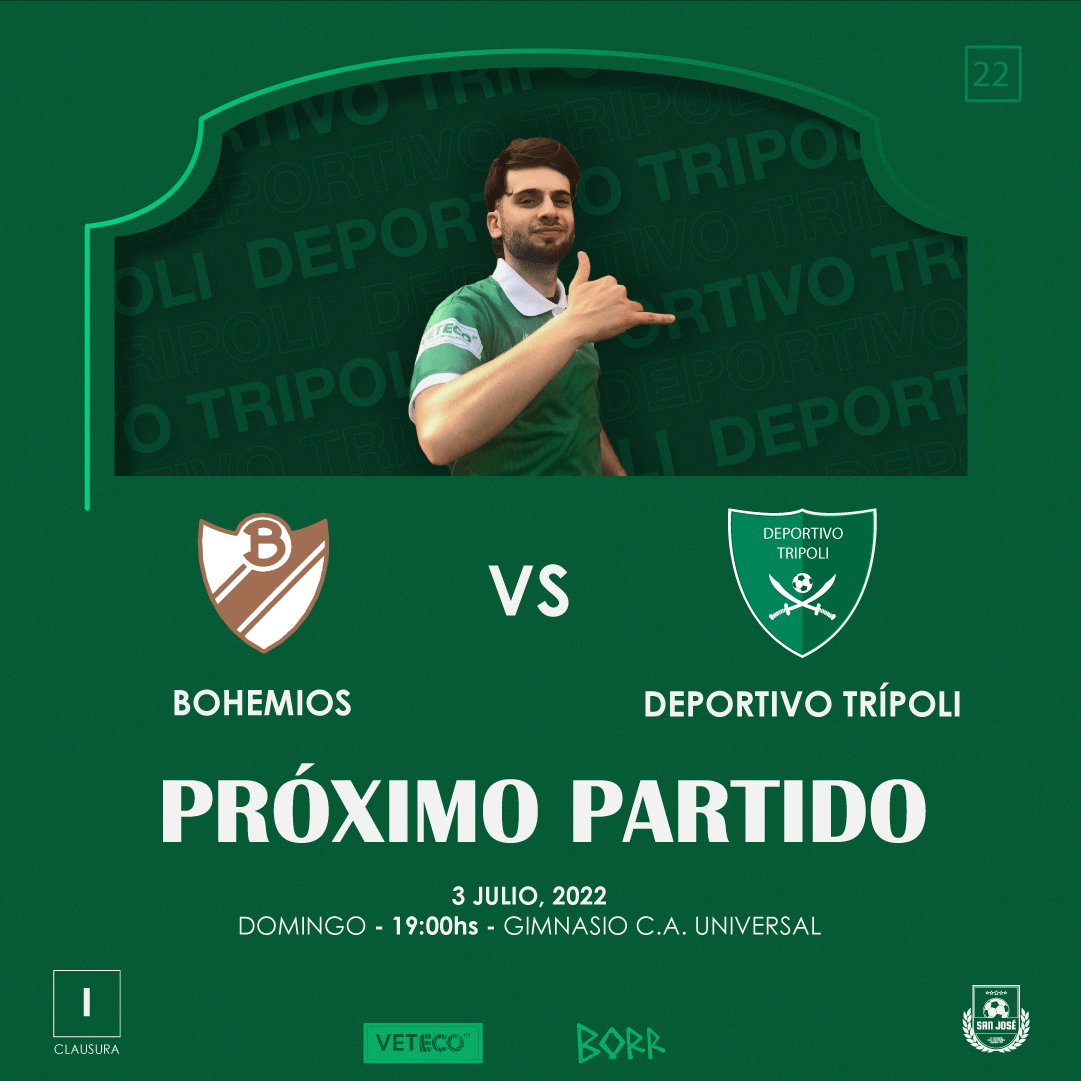 22
DEPORTIVO TRIPOLI
VETECO
B
DEPORTIVO
TRIPOLI
VS
BOHEMIOS
DEPORTIVO TRÍPOLI
PRÓXIMO PARTIDO
3 JULIO, 2022
DOMINGO - 19:00hs - GIMNASIO C.A. UNIVERSAL
I
CLAUSURA
VETECO
BORR
SAN JOSÉ